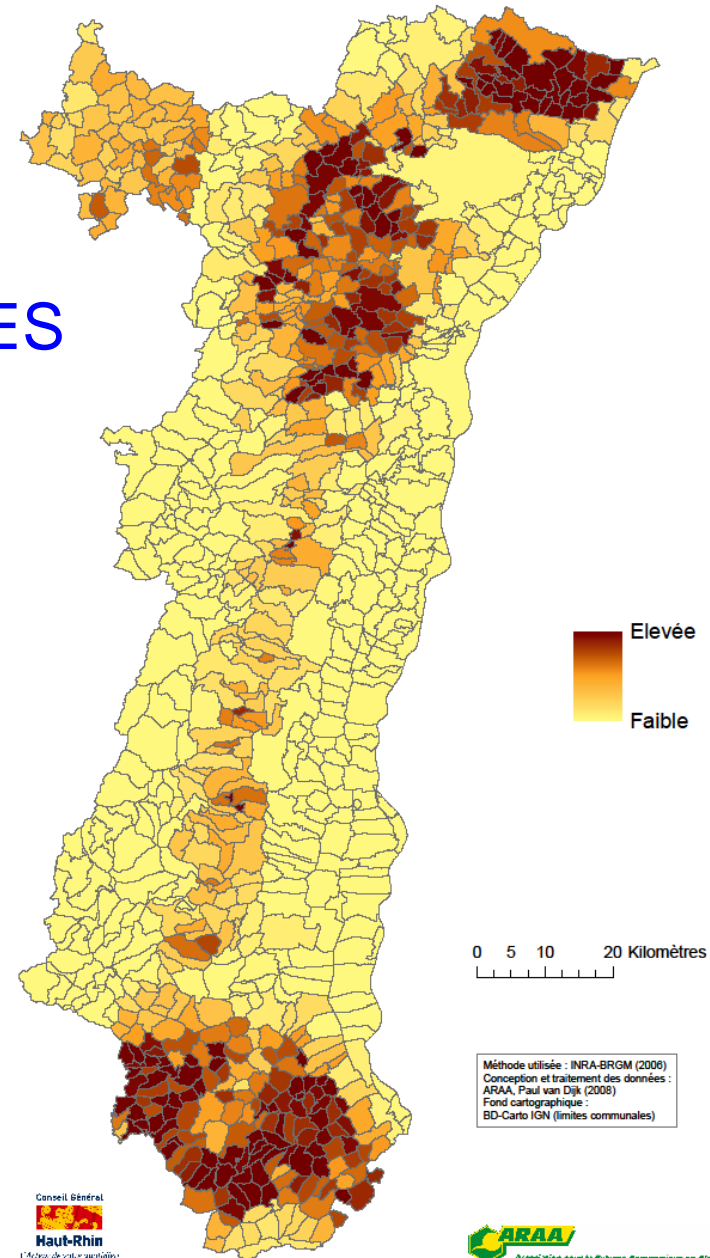 ES
Elevée
Faible
0 5 10 20 Kilomètres
Méthode utilisée : INRA-BRGM (2006)
Conception et traitement des données :
ARAA, Paul van Dijk (2008)
Fond cartographique :
BD-Carto IGN (limites communales)
Conseil Général
Haut-Rhin
ARAA